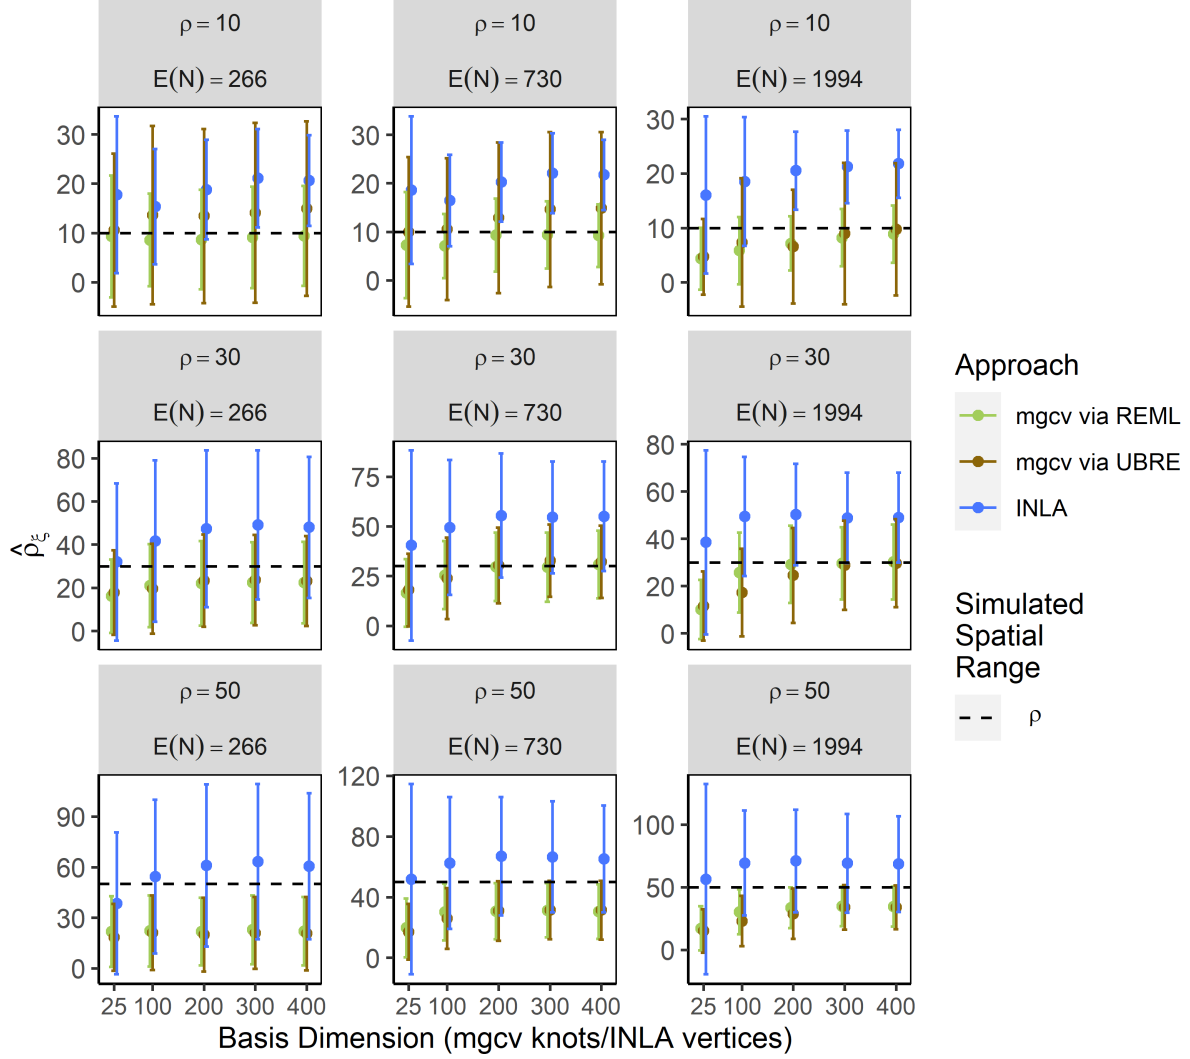 ρ = 10 ρ = 10 ρ = 10
E(N) = 266 E(N) = 730 E(N) = 1994
30 30 30
20 20 20
10 10 10
0 0 0
ρ = 30 ρ = 30 ρ = 30
E(N) = 266 E(N) = 730 E(N) = 1994
80 75 80
60 50 60
40 25 40
20 0 20
0 0
ρ = 50 ρ = 50 ρ = 50
E(N) = 266 E(N) = 730 E(N) = 1994
90 120 100
60 80 50
30 40 0
0 0
25 100 200 300 400 25 100 200 300 400 25 100 200 300 400
Basis Dimension (mgcv knots/INLA vertices)
ρ̂ξ
Approach
mgcv via REML
mgcv via UBRE
INLA
Simulated
Spatial
Range
ρ